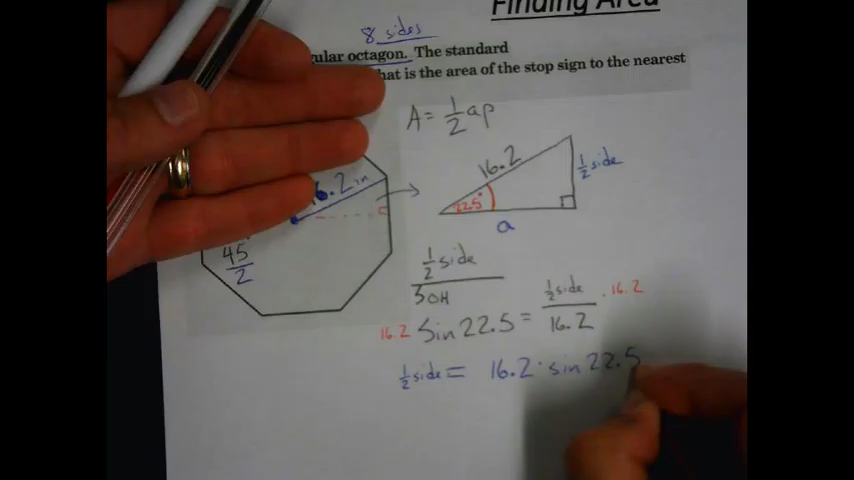 Finding Area
8 sides
gular octagon. The standard
hat is the area of the stop sign to the nearest
A = 1/2 ap
16.2
1/2 side
22.5°
a
16.2 in
45°/2
1/2 side
SOH
16.2 Sin 22.5 = 1/2 side / 16.2 · 16.2
1/2 side = 16.2 · sin 22.5